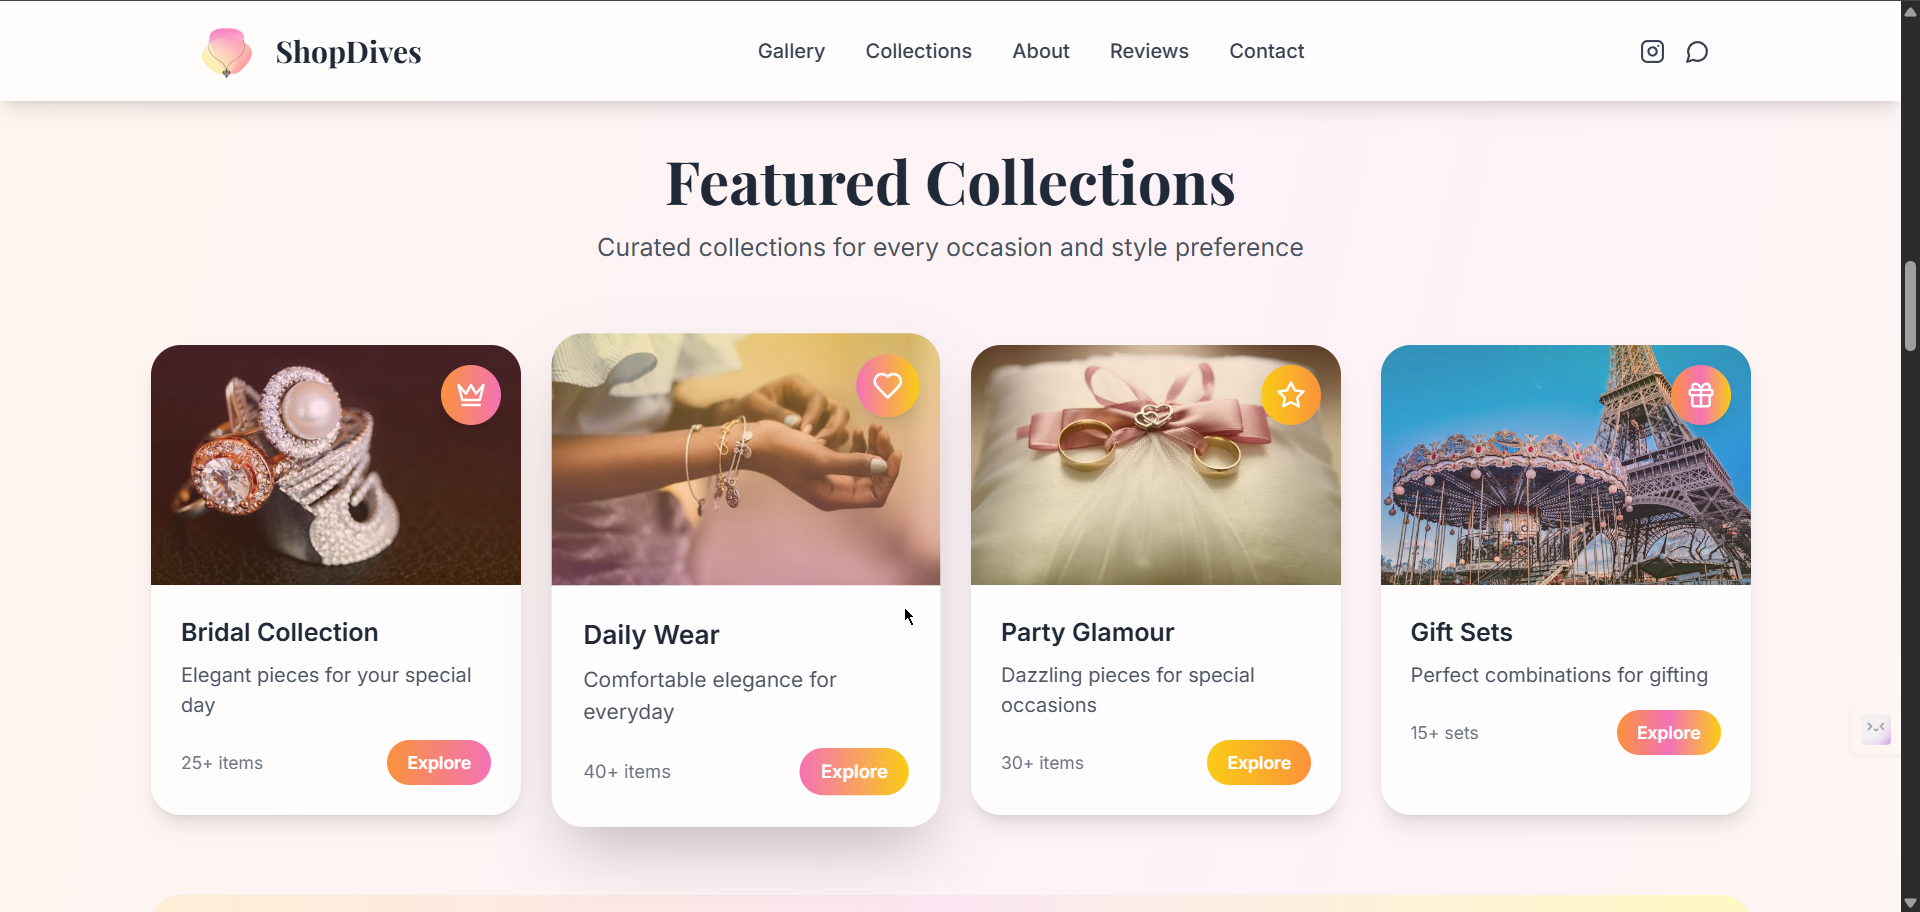 ShopDives
Gallery
Collections
About
Reviews
Contact
Featured Collections
Curated collections for every occasion and style preference
Bridal Collection
Elegant pieces for your special
day
25+ items
Explore
Daily Wear
Comfortable elegance for
everyday
40+ items
Explore
Party Glamour
Dazzling pieces for special
occasions
30+ items
Explore
Gift Sets
Perfect combinations for gifting
15+ sets
Explore